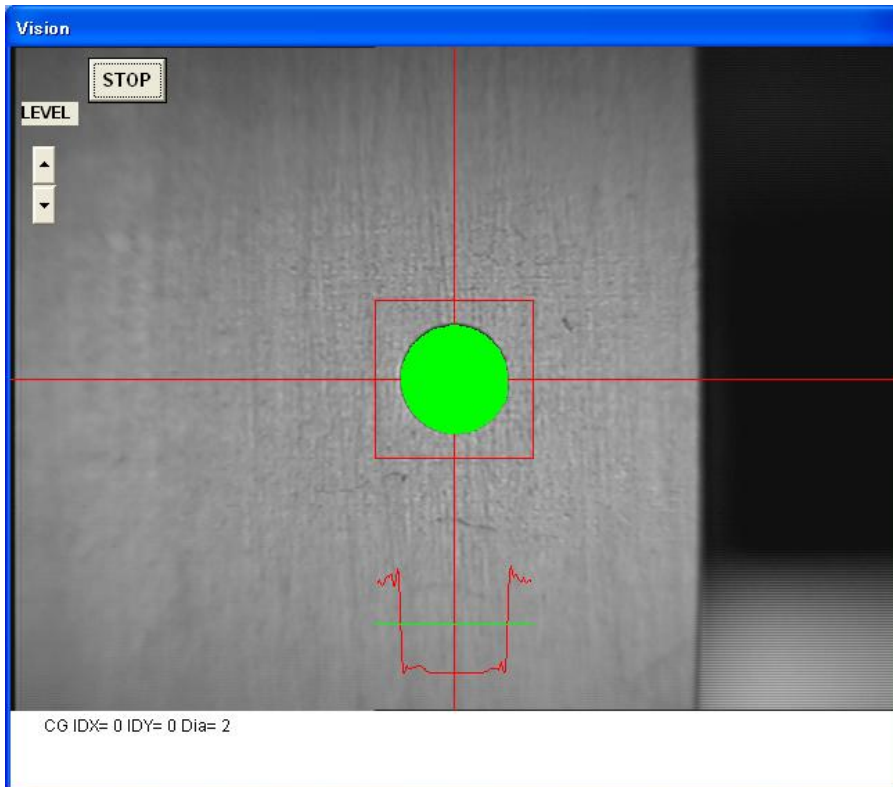 Vision
STOP
LEVEL
CG IDX= 0 IDY= 0 Dia= 2